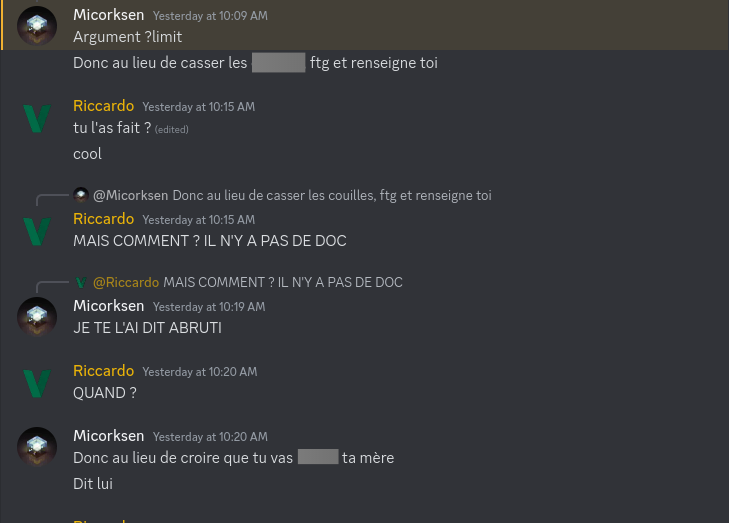 Micorksen Yesterday at 10:09 AM
Argument ?limit
Donc au lieu de casser les ftg et renseigne toi
Riccardo Yesterday at 10:15 AM
tu l'as fait ? (edited)
cool
@Micorksen Donc au lieu de casser les couilles, ftg et renseigne toi
Riccardo Yesterday at 10:15 AM
MAIS COMMENT ? IL N'Y A PAS DE DOC
@Riccardo MAIS COMMENT ? IL N'Y A PAS DE DOC
Micorksen Yesterday at 10:19 AM
JE TE L'AI DIT ABRUTI
Riccardo Yesterday at 10:20 AM
QUAND ?
Micorksen Yesterday at 10:20 AM
Donc au lieu de croire que tu vas ta mère
Dit lui